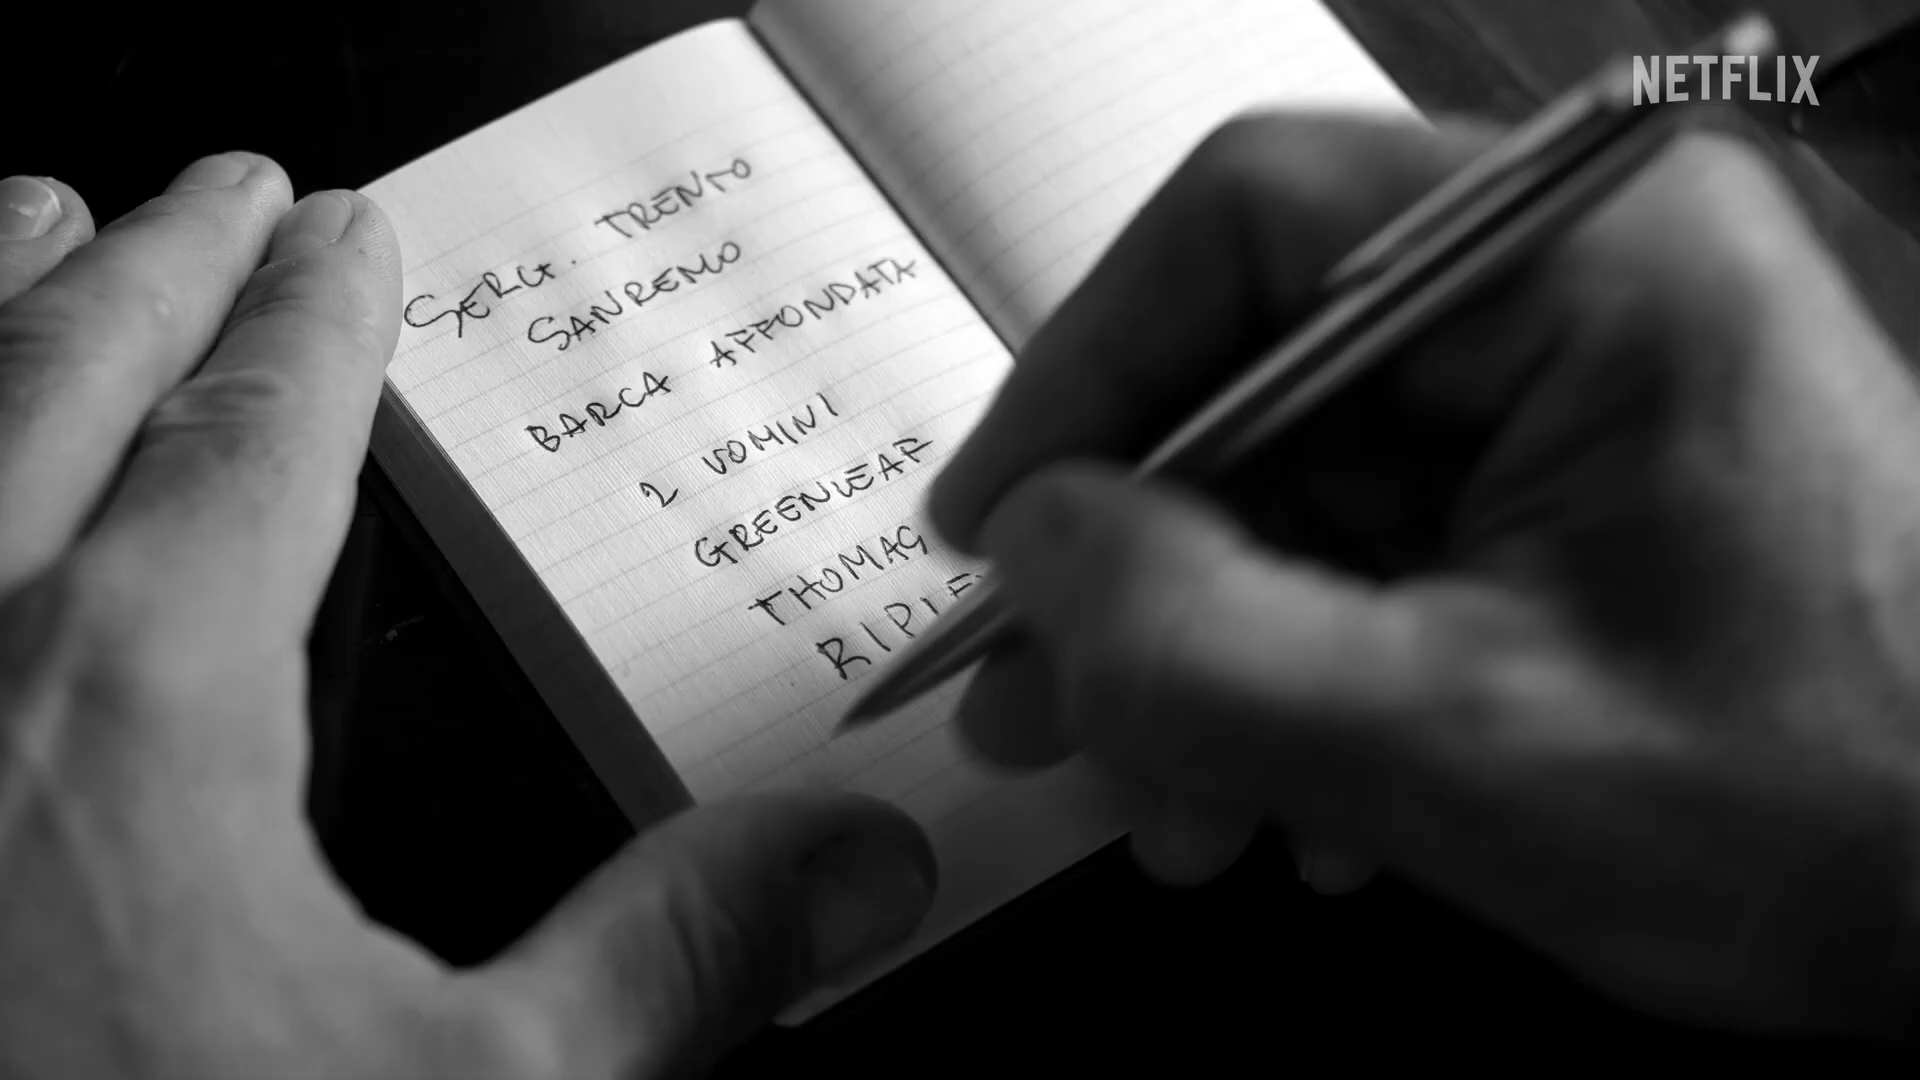 NETFLIX
SERG. TRENTO
SANREMO
BARCA AFFONDATA
2 UOMINI
GREENLEAF
THOMAS